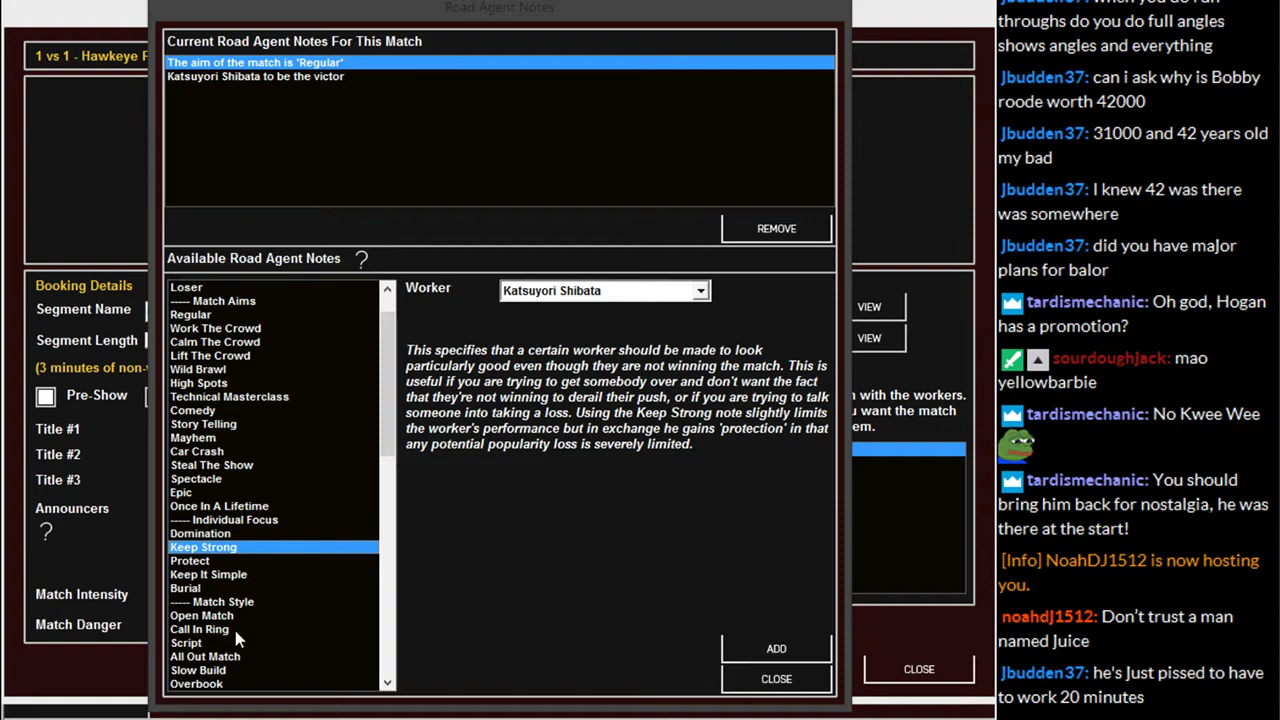 Road Agent Notes
Current Road Agent Notes For This Match
The aim of the match is 'Regular'
Katsuyori Shibata to be the victor
REMOVE
Available Road Agent Notes ?
Loser
----- Match Aims
Regular
Work The Crowd
Calm The Crowd
Lift The Crowd
Wild Brawl
High Spots
Technical Masterclass
Comedy
Story Telling
Mayhem
Car Crash
Steal The Show
Spectacle
Epic
Once In A Lifetime
----- Individual Focus
Domination
Keep Strong
Protect
Keep It Simple
Burial
----- Match Style
Open Match
Call In Ring
Script
All Out Match
Slow Build
Overbook
Worker
Katsuyori Shibata
This specifies that a certain worker should be made to look
particularly good even though they are not winning the match. This is
useful if you are trying to get somebody over and don't want the fact
that they're not winning to derail their push, or if you are trying to talk
someone into taking a loss. Using the Keep Strong note slightly limits
the worker's performance but in exchange he gains 'protection' in that
any potential popularity loss is severely limited.
ADD
CLOSE
1 vs 1 - Hawkeye
Booking Details
Segment Name
Segment Length
(3 minutes of non-
Pre-Show
Title #1
Title #2
Title #3
Announcers
?
Match Intensity
Match Danger
VIEW
VIEW
with the workers.
u want the match
em.
CLOSE
Jbudden37: when you do run
throughs do you do full angles
shows angles and everything
Jbudden37: can i ask why is Bobby
roode worth 42000
Jbudden37: 31000 and 42 years old
my bad
Jbudden37: I knew 42 was there
was somewhere
Jbudden37: did you have major
plans for balor
tardismechanic: Oh god, Hogan
has a promotion?
sourdoughjack: mao
yellowbarbie
tardismechanic: No Kwee Wee
tardismechanic: You should
bring him back for nostalgia, he was
there at the start!
[Info] NoahDJ1512 is now hosting
you.
noahdJ1512: Don't trust a man
named Juice
Jbudden37: he's just pissed to have
to work 20 minutes